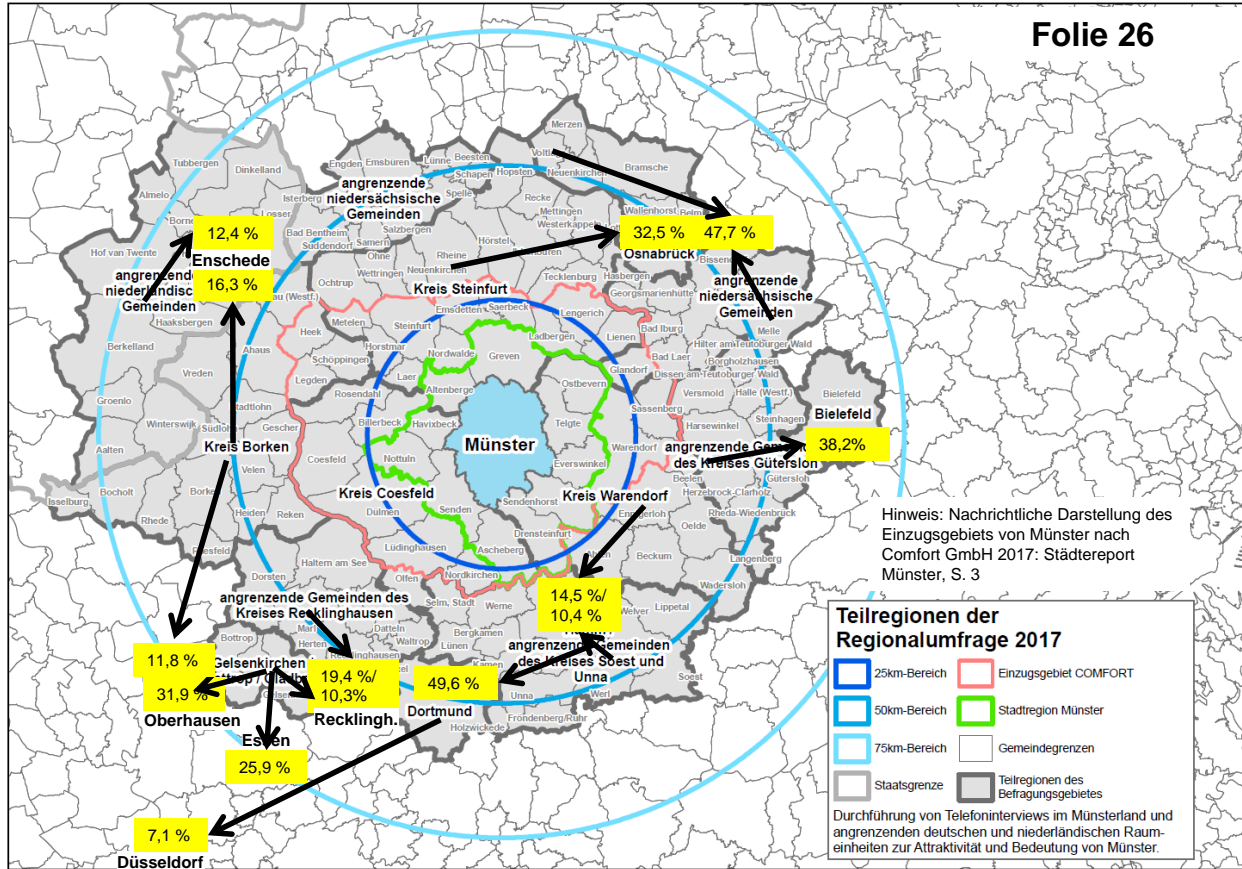 Folie 26
Merzen
Voltl
Neuenkirchen
Bramsche
Engden
Emsbüren
Lünne
Beesten
Schapen
Hopsten
Spelle
Tubbergen
Dinkelland
Isterberg
angrenzende
niedersächsische
Gemeinden
Recke
Mettingen
Westerkappeln
Wallenhorst
Belm
Almelo
Borne
Losser
Bad Bentheim
Suddendorf
Samern
Salzbergen
Ohne
Hörstel
Rheine
Hof van Twente
12,4 %
Enschede
16,3 %
32,5 %
47,7 %
Osnabrück
Bissend
angrenzende
niederländische
Gemeinden
Wettringen
Neuenkirchen
Ochtrup
Kreis Steinfurt
Tecklenburg
Hasbergen
Georgsmarienhütte
angrenzende
niedersächsische
Gemeinden
Haaksbergen
Heek
Metelen
Steinfurt
Emsdetten
Saerbeck
Lengerich
Lienen
Bad Iburg
Melle
Hilter am Teutoburger Wald
Berkelland
Ahaus
Schöppingen
Horstmar
Nordwalde
Greven
Ladbergen
Bad Laer
Borgholzhausen
Vreden
Legden
Laer
Altenberge
Ostbevern
Glandorf
Dissen am Teutoburger Wald
Groenlo
Stadtlohn
Rosendahl
Versmold
Halle (Westf.)
Bielefeld
Bielefeld
Winterswijk
Südlohn
Gescher
Billerbeck
Havixbeck
Telgte
Sassenberg
Harsewinkel
Steinhagen
Aalten
Kreis Borken
Münster
Warendorf
angrenzende Gemeinden
des Kreises Gütersloh
38,2%
Velen
Coesfeld
Nottuln
Everswinkel
Beelen
Gütersloh
Isselburg
Bocholt
Borken
Kreis Coesfeld
Kreis Warendorf
Herzebrock-Clarholz
Rhede
Heiden
Reken
Dülmen
Senden
Sendenhorst
Ennigerloh
Rheda-Wiedenbrück
Raesfeld
Drensteinfurt
Oelde
Hinweis: Nachrichtliche Darstellung des
Einzugsgebiets von Münster nach
Comfort GmbH 2017: Städtereport
Münster, S. 3
Haltern am See
Lüdinghausen
Ascheberg
Ahlen
Beckum
Langenberg
Dorsten
Olfen
Nordkirchen
Wadersloh
angrenzende Gemeinden des
Kreises Recklinghausen
Selm, Stadt
Werne
14,5 %/
10,4 %
Welver
Lippetal
Marl
Datteln
Bergkamen
Soest
Bottrop
Herten
Waltrop
Lünen
angrenzende Gemeinden
des Kreises Soest und
Unna
11,8 %
Gelsenkirchen
Kamen
31,9 %
19,4 %/
10,3%
49,6 %
Werl
Oberhausen
Recklingh.
Dortmund
Unna
Fröndenberg/Ruhr
Holzwickede
Essen
25,9 %
7,1 %
Düsseldorf
Teilregionen der
Regionalumfrage 2017
25km-Bereich
Einzugsgebiet COMFORT
50km-Bereich
Stadtregion Münster
75km-Bereich
Gemeindegrenzen
Staatsgrenze
Teilregionen des
Befragungsgebietes
Durchführung von Telefoninterviews im Münsterland und
angrenzenden deutschen und niederländischen Raum-
einheiten zur Attraktivität und Bedeutung von Münster.